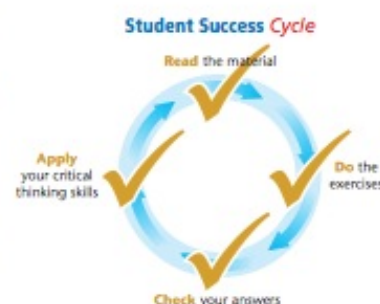 Student Success Cycle
Read the material
Do the
exercises
Check your answers
Apply
your critical
thinking skills